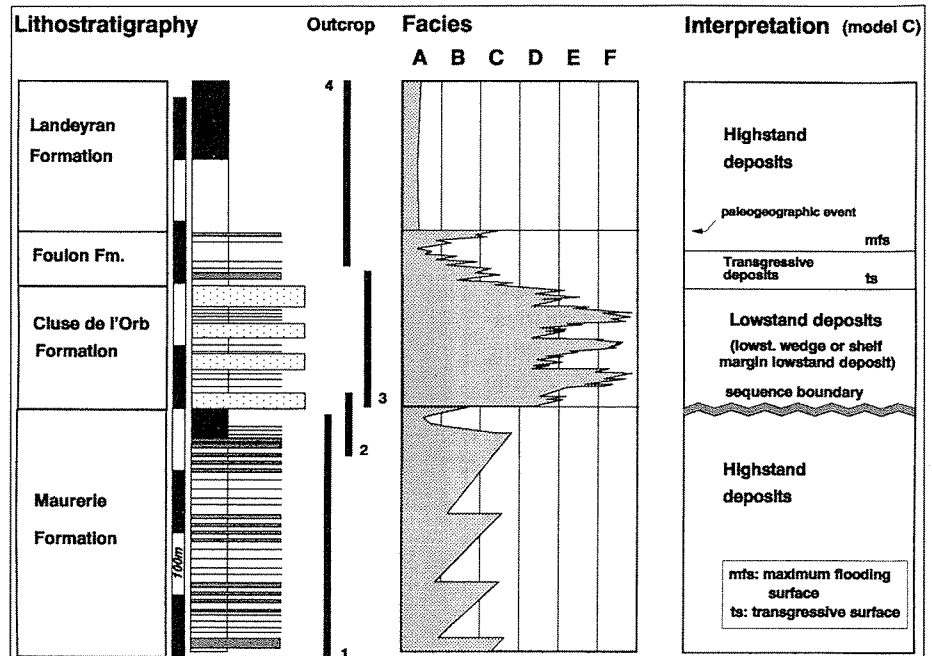 Lithostratigraphy
Outcrop
Facies
Interpretation (model C)
A B C D E F
Landeyran
Formation
Foulon Fm.
Cluse de l'Orb
Formation
Maurerie
Formation
100m
4
3
2
1
Highstand
deposits
paleogeographic event
mfs
Transgressive
deposits
ts
Lowstand deposits
(lowst. wedge or shelf
margin lowstand deposit)
sequence boundary
Highstand
deposits
mfs: maximum flooding
surface
ts: transgressive surface